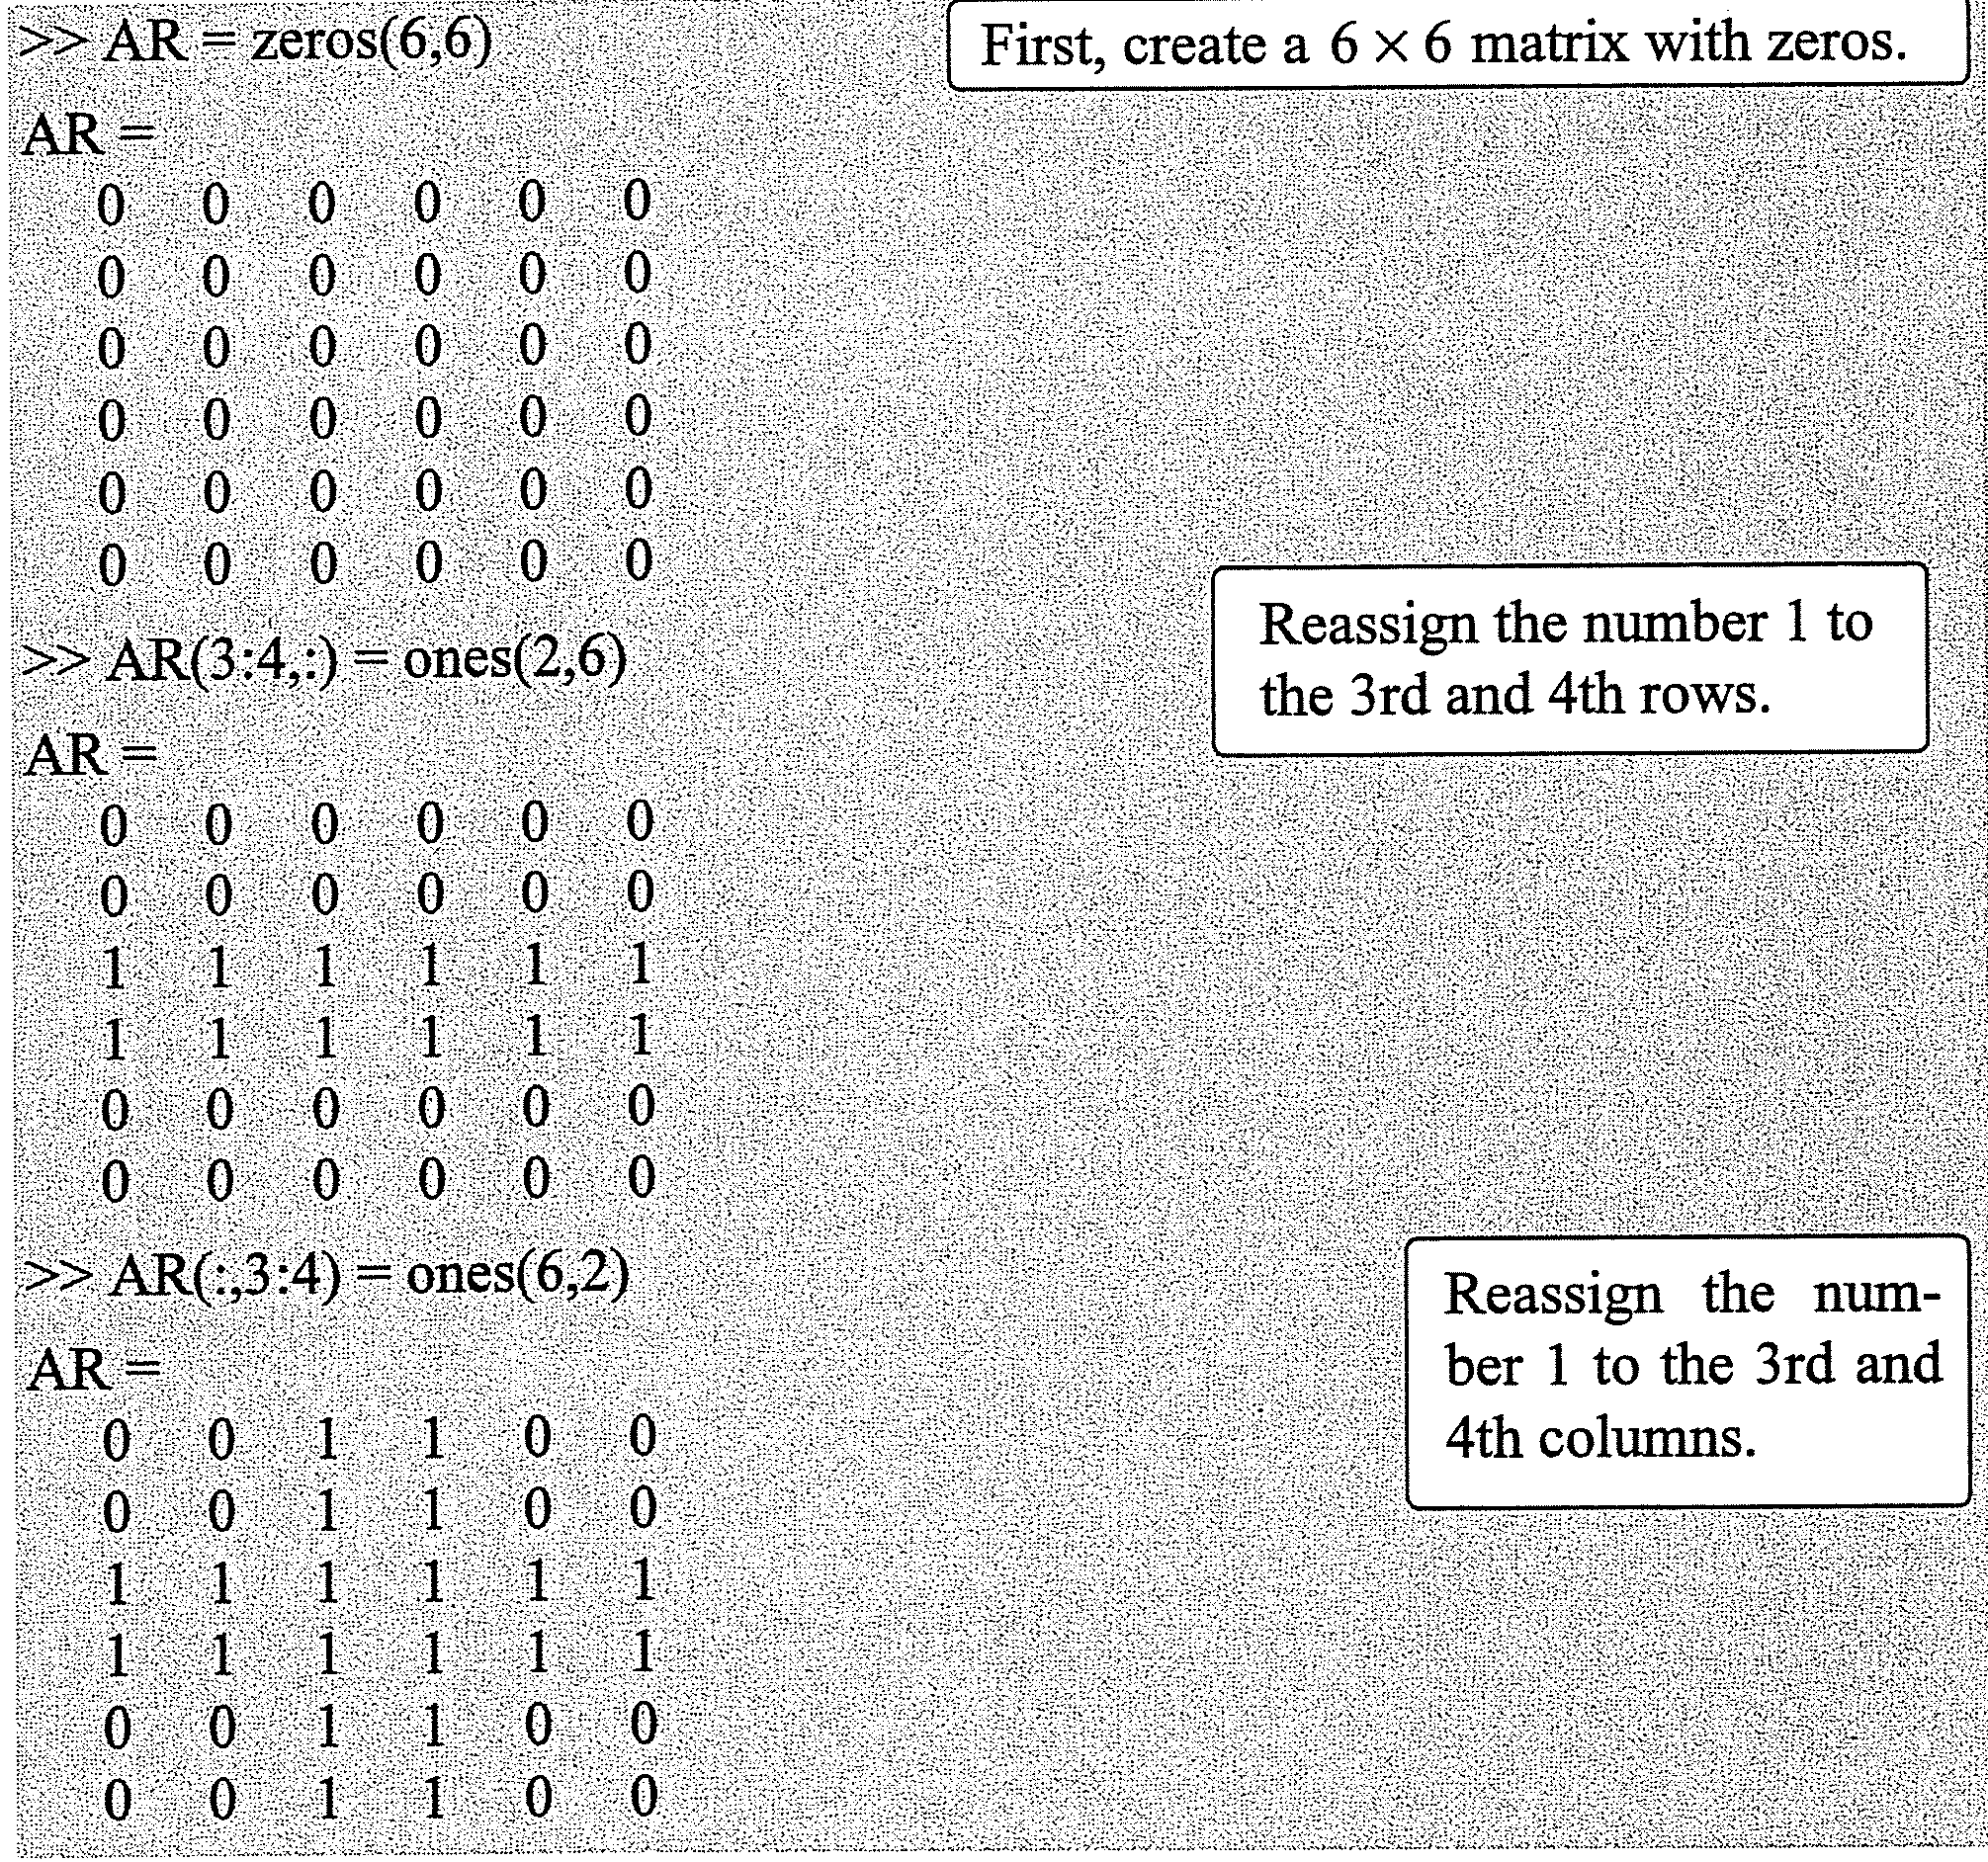 >> AR = zeros(6,6)
First, create a 6 × 6 matrix with zeros.
AR =
0 0 0 0 0 0
0 0 0 0 0 0
0 0 0 0 0 0
0 0 0 0 0 0
0 0 0 0 0 0
0 0 0 0 0 0
>> AR(3:4,:) = ones(2,6)
Reassign the number 1 to
the 3rd and 4th rows.
AR =
0 0 0 0 0 0
0 0 0 0 0 0
1 1 1 1 1 1
1 1 1 1 1 1
0 0 0 0 0 0
0 0 0 0 0 0
>> AR(:,3:4) = ones(6,2)
Reassign the num-
ber 1 to the 3rd and
4th columns.
AR =
0 0 1 1 0 0
0 0 1 1 0 0
1 1 1 1 1 1
1 1 1 1 1 1
0 0 1 1 0 0
0 0 1 1 0 0